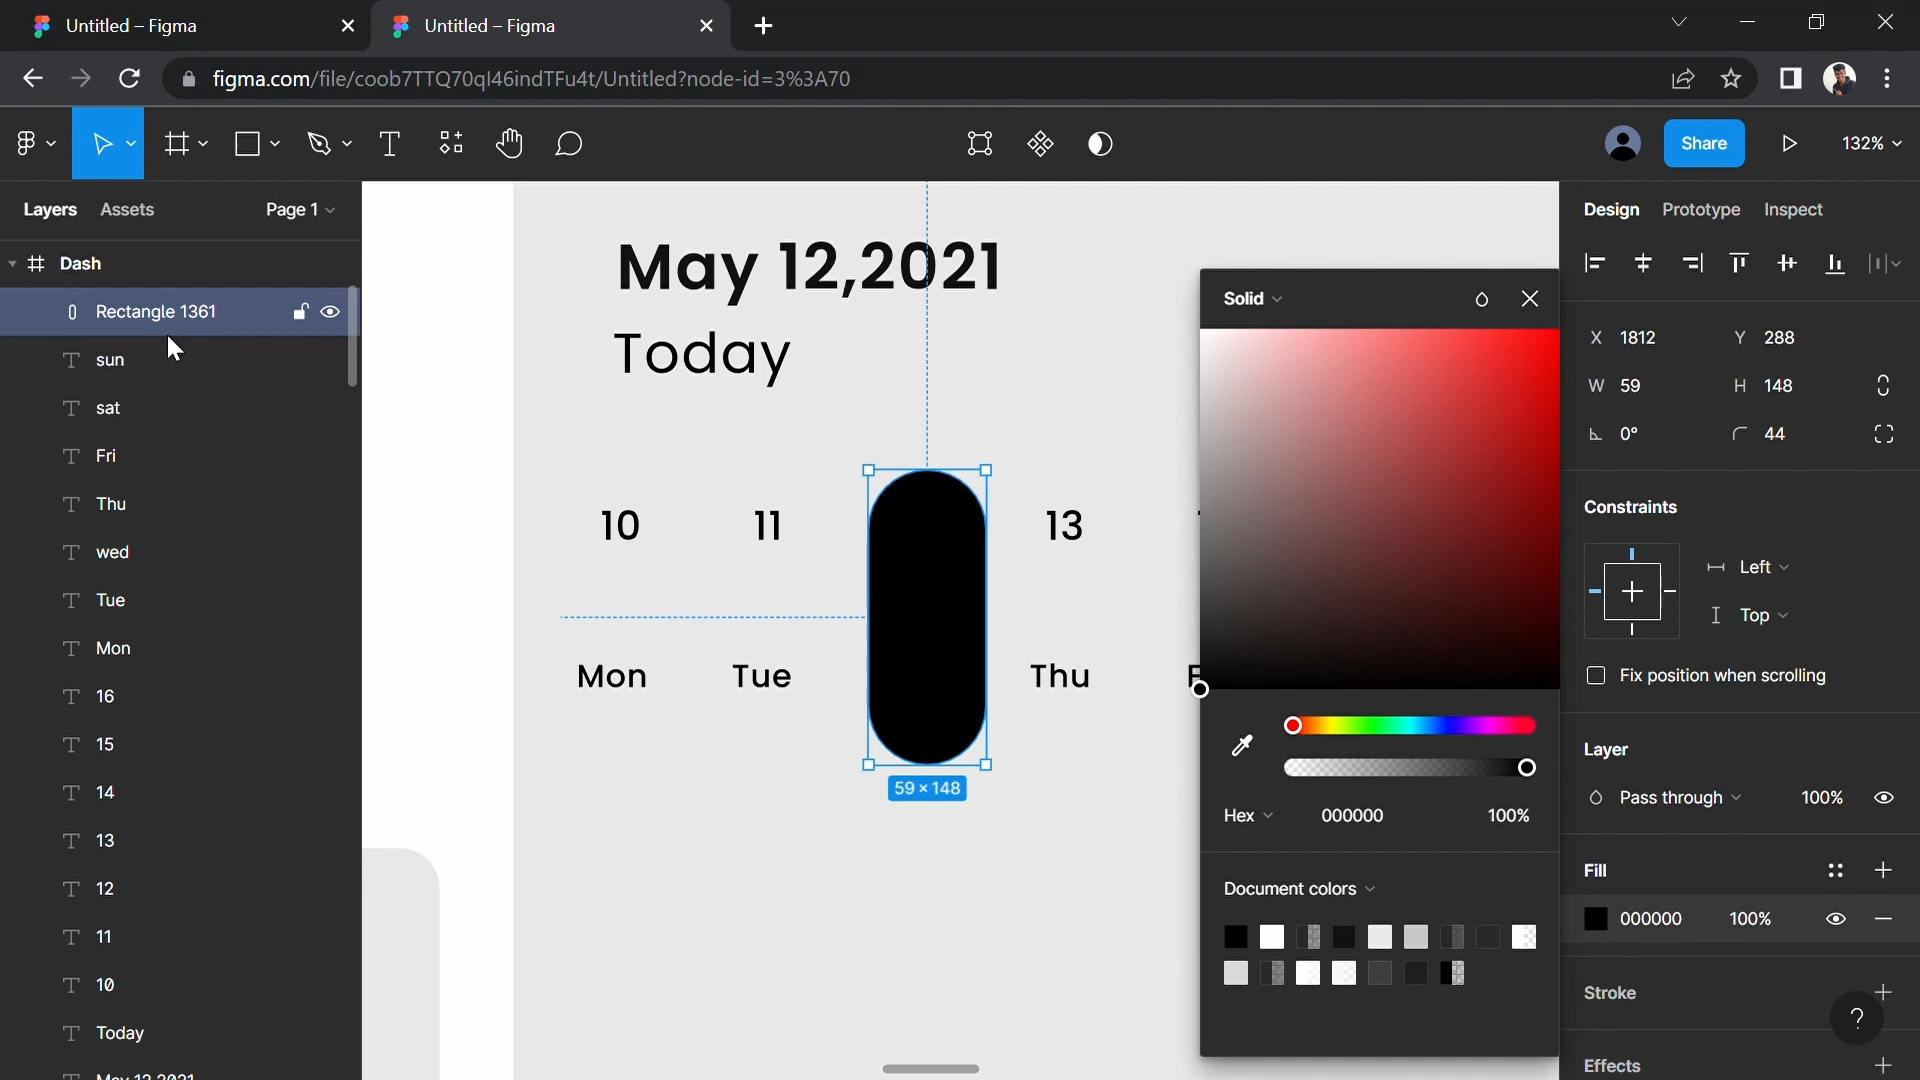 Untitled – Figma
Untitled – Figma
figma.com/file/coob7TTQ70ql46indTFu4t/Untitled?node-id=3%3A70
Share
132%
Layers
Assets
Page 1
Design
Prototype
Inspect
Dash
Rectangle 1361
sun
sat
Fri
Thu
wed
Tue
Mon
16
15
14
13
12
11
10
Today
May 12,2021
Today
10
11
13
Mon
Tue
Thu
59 × 148
Solid
Hex
000000
100%
Document colors
X 1812
Y 288
W 59
H 148
0°
44
Constraints
Left
Top
Fix position when scrolling
Layer
Pass through
100%
Fill
000000
100%
Stroke
?
Effects